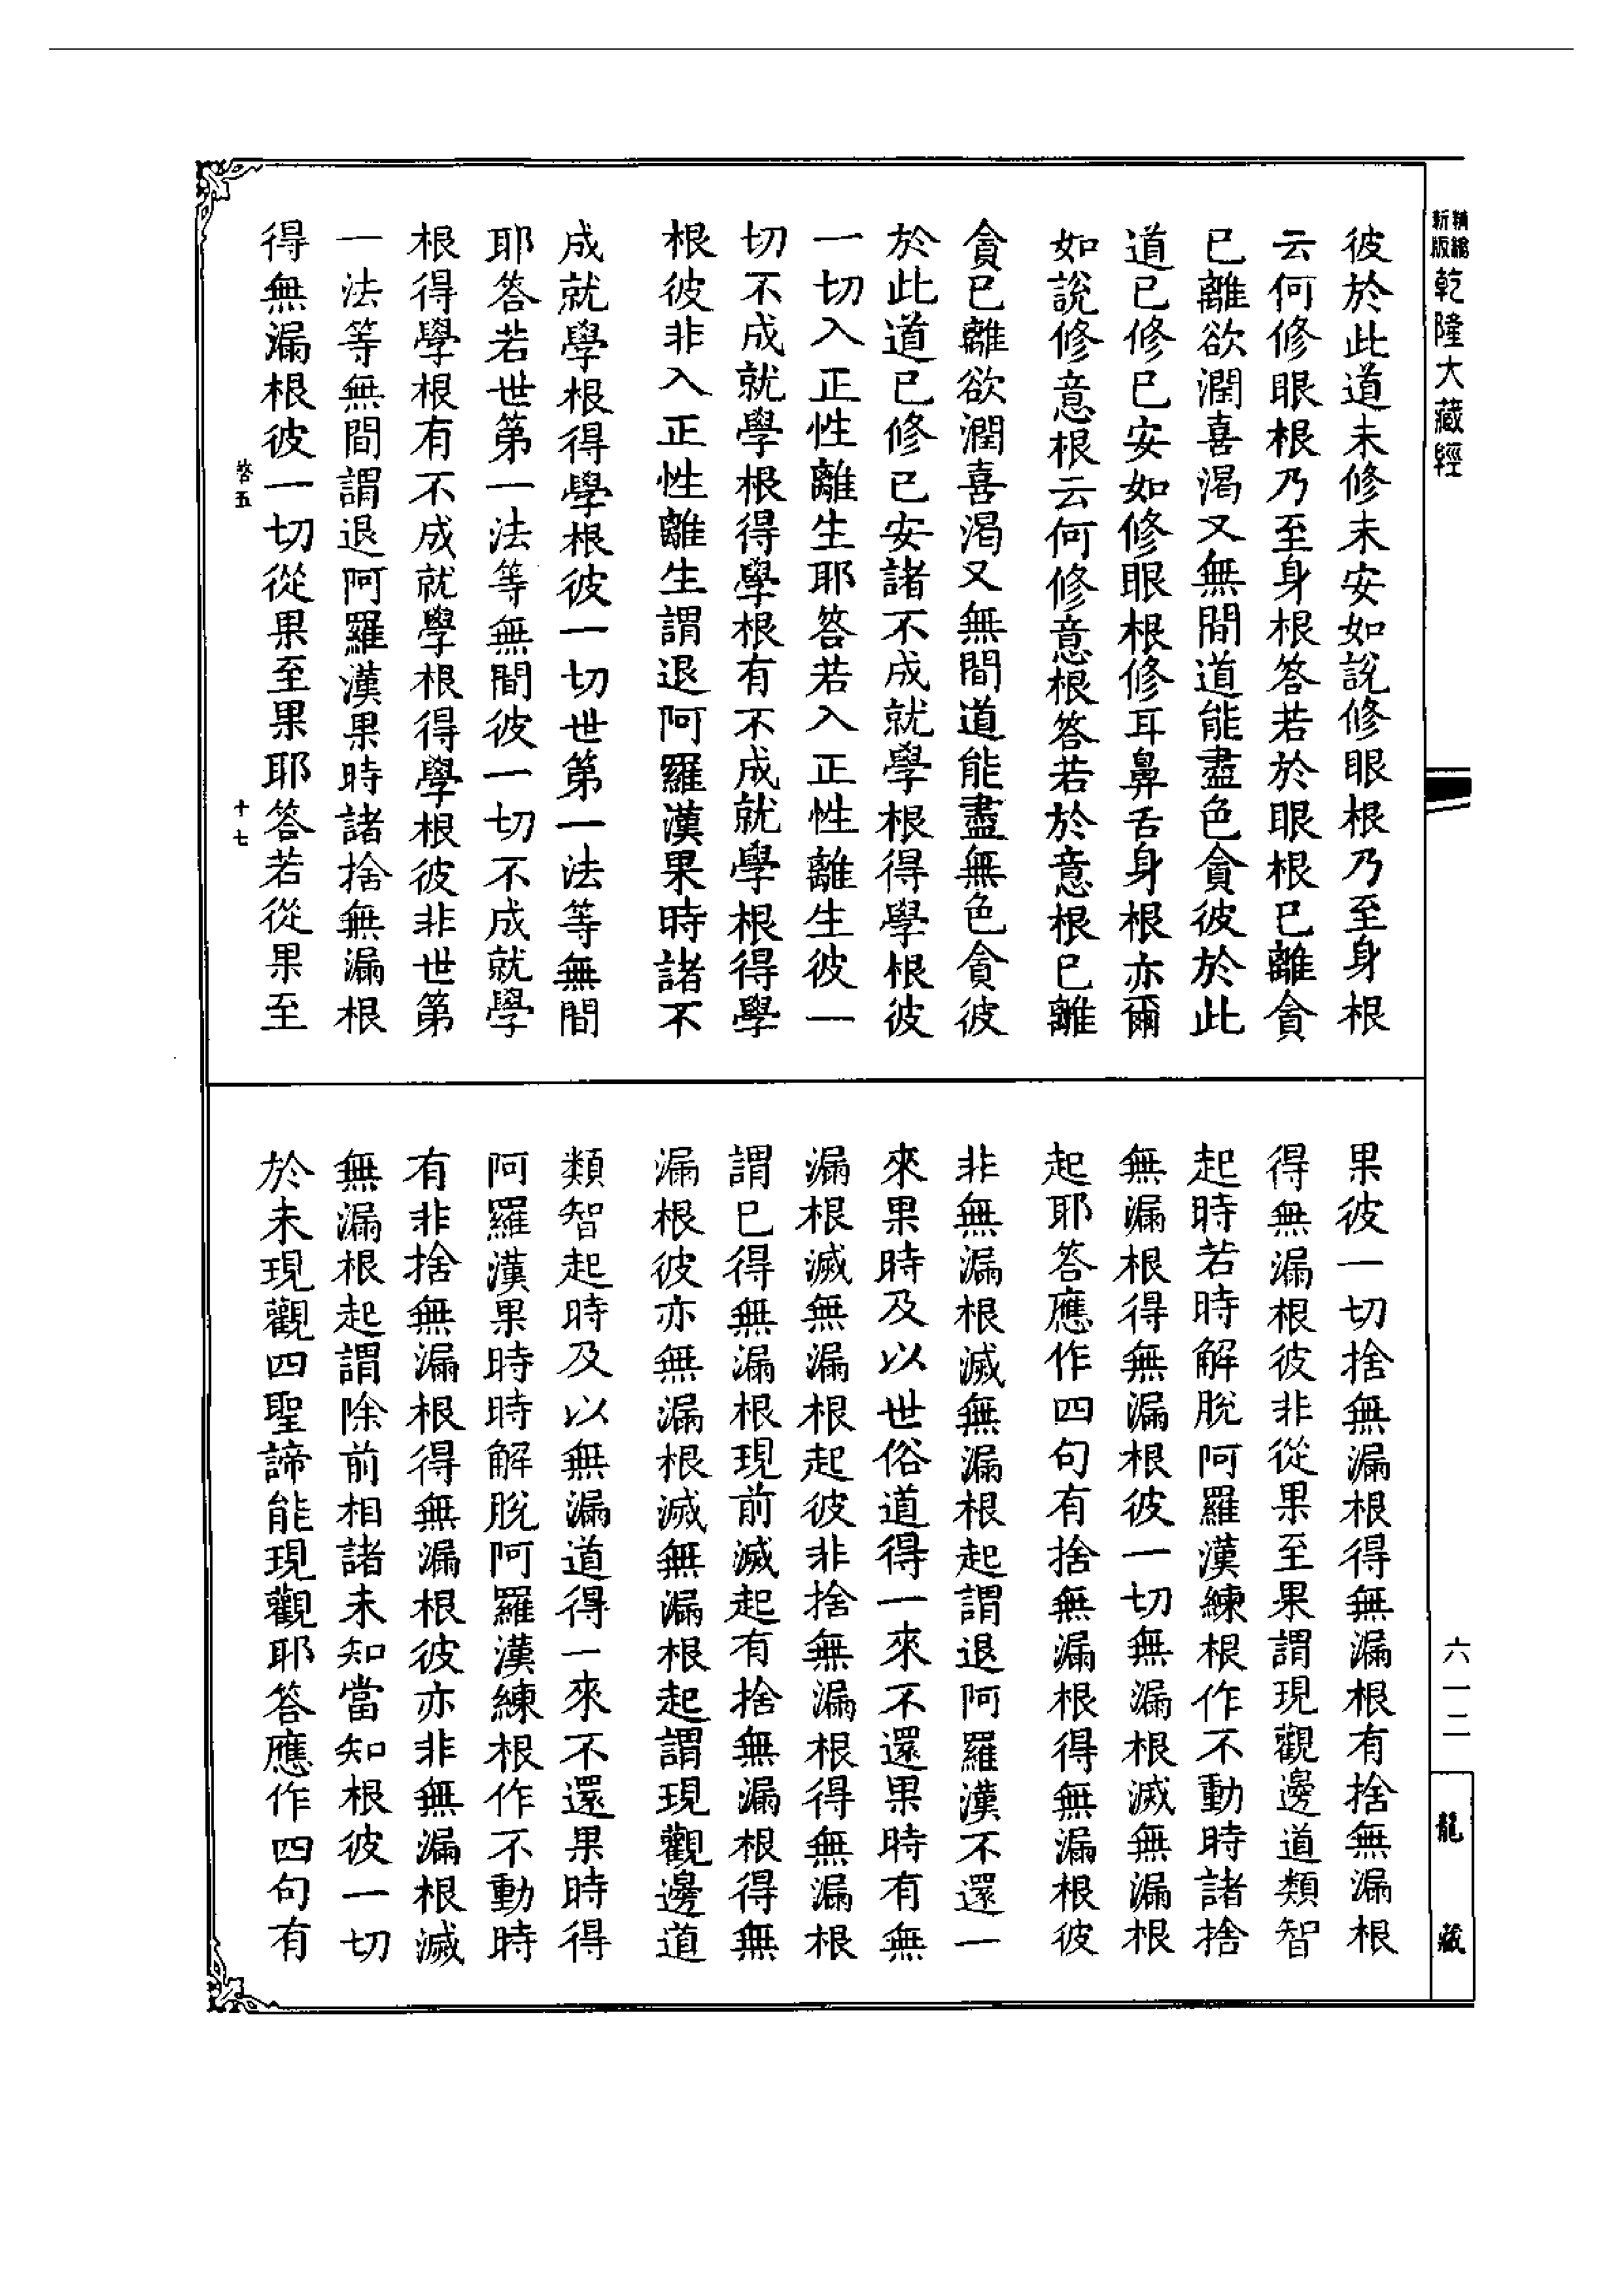 精繪
新版
乾隆大藏經
彼於此道未修未安如說修眼根乃至身根
云何修眼根乃至身根答若於眼根已離貪
已離欲潤喜渴又無間道能盡色貪彼於此
道已修已安如修眼根修耳鼻舌身根亦爾
如說修意根云何修意根答若於意根已離
貪已離欲潤喜渴又無間道能盡無色貪彼
於此道已修已安諸不成就學根得學根彼
一切入正性離生耶答若入正性離生彼一
切不成就學根得學根有不成就學根得學
根彼非入正性離生謂退阿羅漢果時諸不
成就學根得學根彼一切世第一法等無間
耶答若世第一法等無間彼一切不成就學
根得學根有不成就學根得學根彼非世第
一法等無間謂退阿羅漢果時諸捨無漏根
得無漏根彼一切從果至果耶答若從果至
啓五
十七
果彼一切捨無漏根得無漏根有捨無漏根
得無漏根彼非從果至果謂現觀邊道類智
起時若時解脫阿羅漢練根作不動時諸捨
無漏根得無漏根彼一切無漏根滅無漏根
起耶答應作四句有捨無漏根得無漏根彼
非無漏根滅無漏根起謂退阿羅漢不還一
來果時及以世俗道得一來不還果時有無
漏根滅無漏根起彼非捨無漏根得無漏根
謂已得無漏根現前滅起有捨無漏根得無
漏根彼亦無漏根滅無漏根起謂現觀邊道
類智起時及以無漏道得一來不還果時得
阿羅漢果時時解脫阿羅漢練根作不動時
有非捨無漏根得無漏根彼亦非無漏根滅
無漏根起謂除前相諸未知當知根彼一切
於未現觀四聖諦能現觀耶答應作四句有
六一二
龍藏